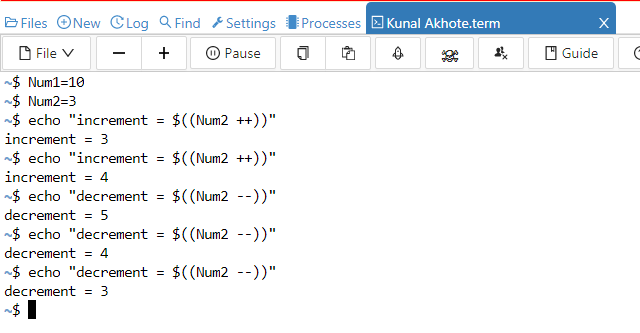 Files New Log Find Settings Processes Kunal Akhote.term X
File − + Pause Guide
~$ Num1=10
~$ Num2=3
~$ echo "increment = $((Num2 ++))"
increment = 3
~$ echo "increment = $((Num2 ++))"
increment = 4
~$ echo "decrement = $((Num2 --))"
decrement = 5
~$ echo "decrement = $((Num2 --))"
decrement = 4
~$ echo "decrement = $((Num2 --))"
decrement = 3
~$